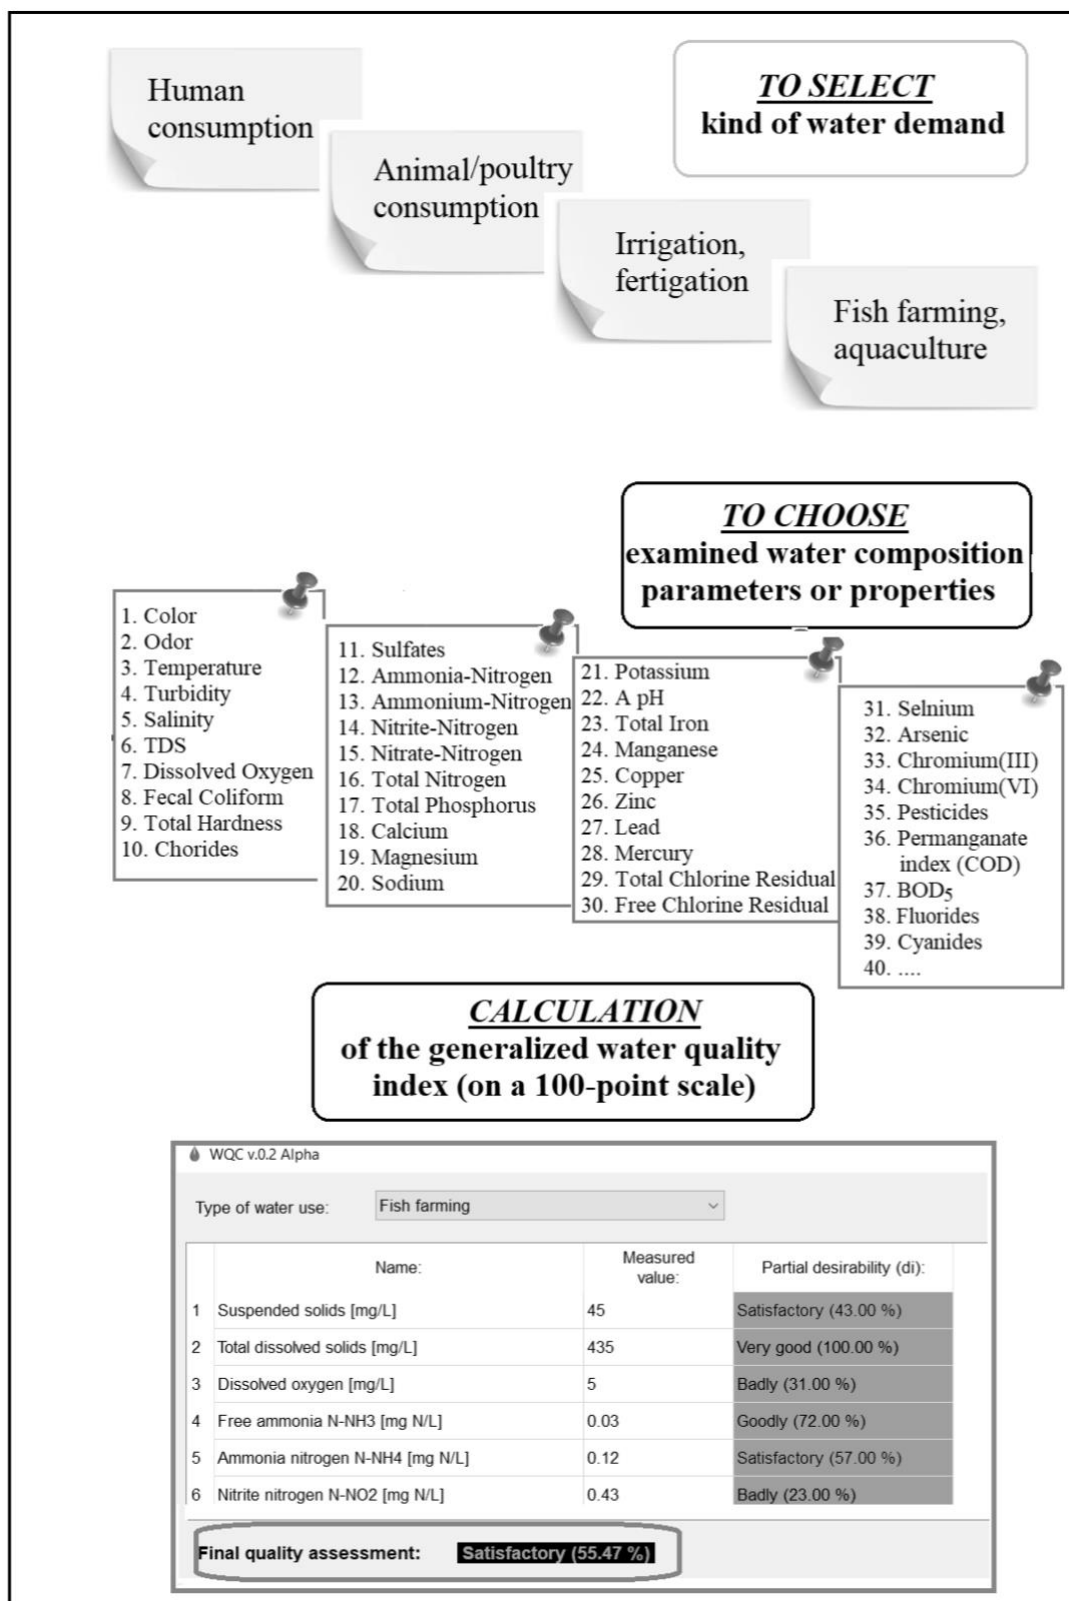 Human
consumption
TO SELECT
kind of water demand
Animal/poultry
consumption
Irrigation,
fertigation
Fish farming,
aquaculture
TO CHOOSE
examined water composition
parameters or properties
1. Color
2. Odor
3. Temperature
4. Turbidity
5. Salinity
6. TDS
7. Dissolved Oxygen
8. Fecal Coliform
9. Total Hardness
10. Chorides
11. Sulfates
12. Ammonia-Nitrogen
13. Ammonium-Nitrogen
14. Nitrite-Nitrogen
15. Nitrate-Nitrogen
16. Total Nitrogen
17. Total Phosphorus
18. Calcium
19. Magnesium
20. Sodium
21. Potassium
22. A pH
23. Total Iron
24. Manganese
25. Copper
26. Zinc
27. Lead
28. Mercury
29. Total Chlorine Residual
30. Free Chlorine Residual
31. Selnium
32. Arsenic
33. Chromium(III)
34. Chromium(VI)
35. Pesticides
36. Permanganate
index (COD)
37. BOD5
38. Fluorides
39. Cyanides
40. ....
CALCULATION
of the generalized water quality
index (on a 100-point scale)
WQC v.0.2 Alpha
Type of water use: Fish farming
Name: Measured value: Partial desirability (di):
1 Suspended solids [mg/L] 45 Satisfactory (43.00 %)
2 Total dissolved solids [mg/L] 435 Very good (100.00 %)
3 Dissolved oxygen [mg/L] 5 Badly (31.00 %)
4 Free ammonia N-NH3 [mg N/L] 0.03 Goodly (72.00 %)
5 Ammonia nitrogen N-NH4 [mg N/L] 0.12 Satisfactory (57.00 %)
6 Nitrite nitrogen N-NO2 [mg N/L] 0.43 Badly (23.00 %)
Final quality assessment: Satisfactory (55.47 %)